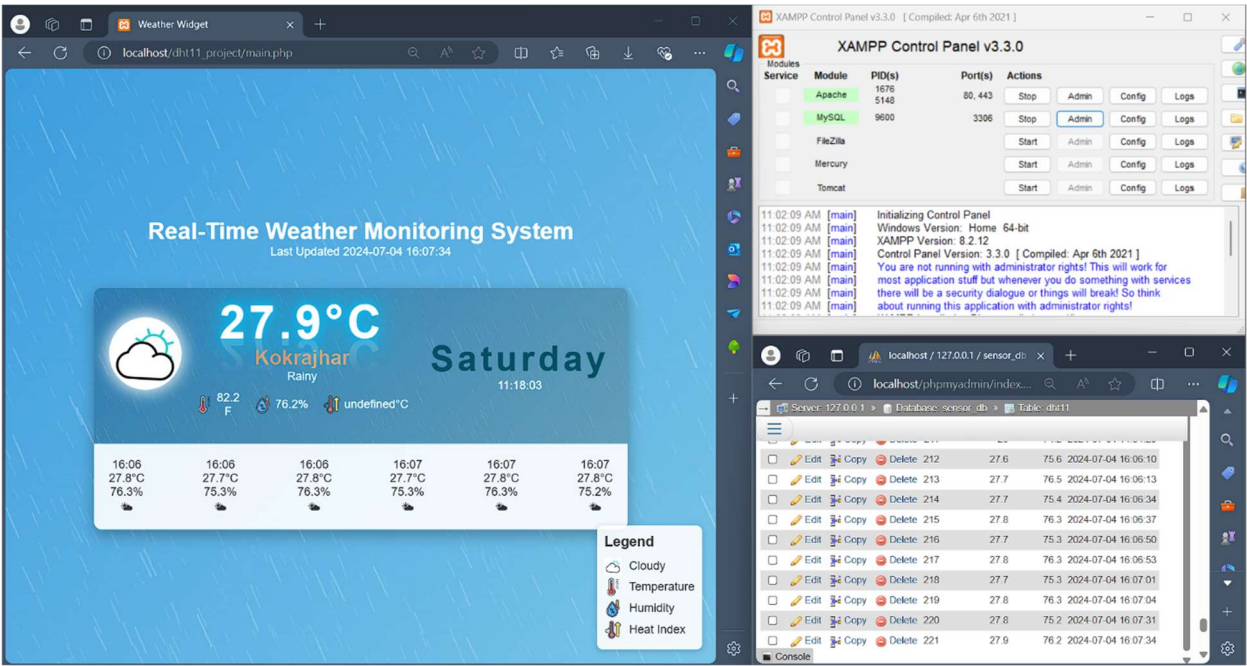 Weather Widget
localhost/dht11_project/main.php
Real-Time Weather Monitoring System
Last Updated 2024-07-04 16:07:34
27.9°C
Kokrajhar
Rainy
82.2 F
76.2%
undefined°C
Saturday
11:18:03
16:06 16:06 16:06 16:07 16:07 16:07
27.8°C 27.7°C 27.8°C 27.7°C 27.8°C 27.8°C
76.3% 75.3% 76.3% 75.3% 76.3% 75.2%
Legend
Cloudy
Temperature
Humidity
Heat Index
XAMPP Control Panel v3.3.0 [ Compiled: Apr 6th 2021 ]
XAMPP Control Panel v3.3.0
Modules
Service Module PID(s) Port(s) Actions
Apache 1676 5148 80, 443 Stop Admin Config Logs
MySQL 9600 3306 Stop Admin Config Logs
FileZilla Start Admin Config Logs
Mercury Start Admin Config Logs
Tomcat Start Admin Config Logs
11:02:09 AM [main] Initializing Control Panel
11:02:09 AM [main] Windows Version: Home 64-bit
11:02:09 AM [main] XAMPP Version: 8.2.12
11:02:09 AM [main] Control Panel Version: 3.3.0 [ Compiled: Apr 6th 2021 ]
11:02:09 AM [main] You are not running with administrator rights! This will work for
11:02:09 AM [main] most application stuff but whenever you do something with services
11:02:09 AM [main] there will be a security dialogue or things will break! So think
11:02:09 AM [main] about running this application with administrator rights!
localhost / 127.0.0.1 / sensor_db
localhost/phpmyadmin/index....
Server: 127.0.0.1 » Database: sensor_db » Table: dht11
Edit Copy Delete 212 27.6 75.6 2024-07-04 16:06:10
Edit Copy Delete 213 27.7 76.5 2024-07-04 16:06:13
Edit Copy Delete 214 27.7 75.4 2024-07-04 16:06:34
Edit Copy Delete 215 27.8 76.3 2024-07-04 16:06:37
Edit Copy Delete 216 27.7 75.3 2024-07-04 16:06:50
Edit Copy Delete 217 27.8 76.3 2024-07-04 16:06:53
Edit Copy Delete 218 27.7 75.3 2024-07-04 16:07:01
Edit Copy Delete 219 27.8 76.3 2024-07-04 16:07:04
Edit Copy Delete 220 27.8 75.2 2024-07-04 16:07:31
Edit Copy Delete 221 27.9 76.2 2024-07-04 16:07:34
Console